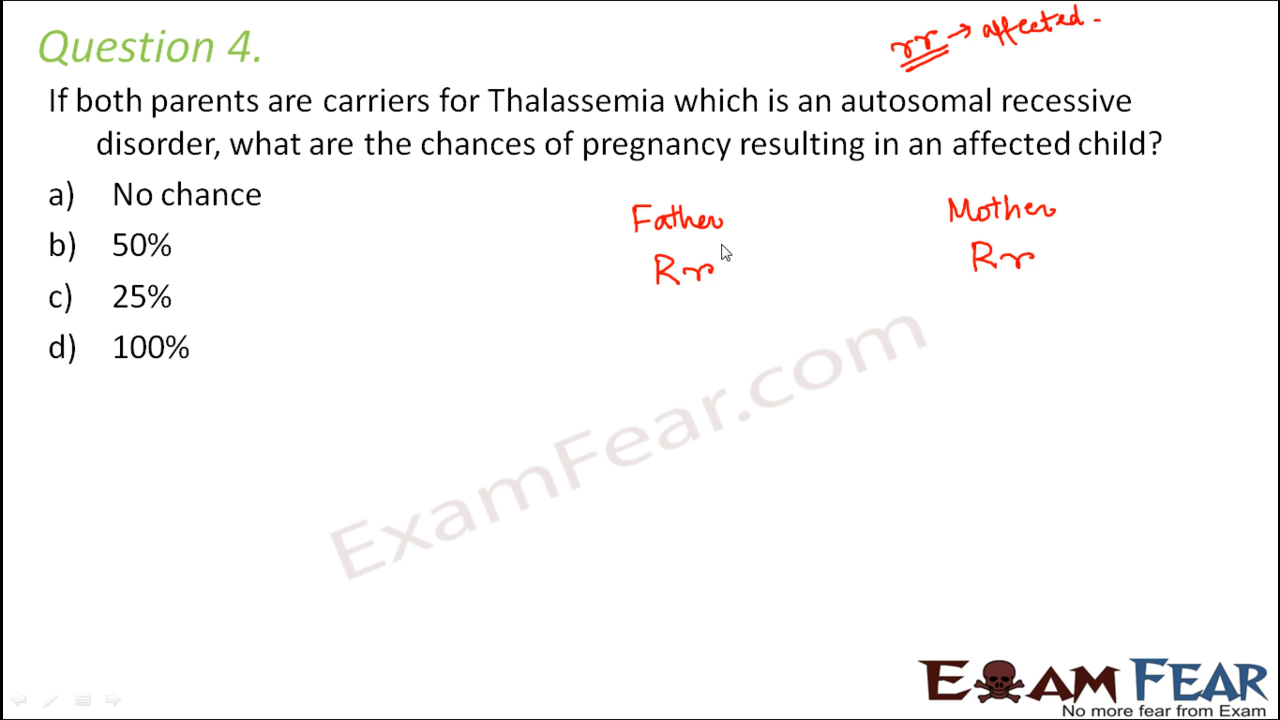 Question 4.
rr → affected -
If both parents are carriers for Thalassemia which is an autosomal recessive
disorder, what are the chances of pregnancy resulting in an affected child?
a) No chance
b) 50%
c) 25%
d) 100%
Father
Mother
Rr
Rr
ExamFear.com
EXAM FEAR
No more fear from Exam